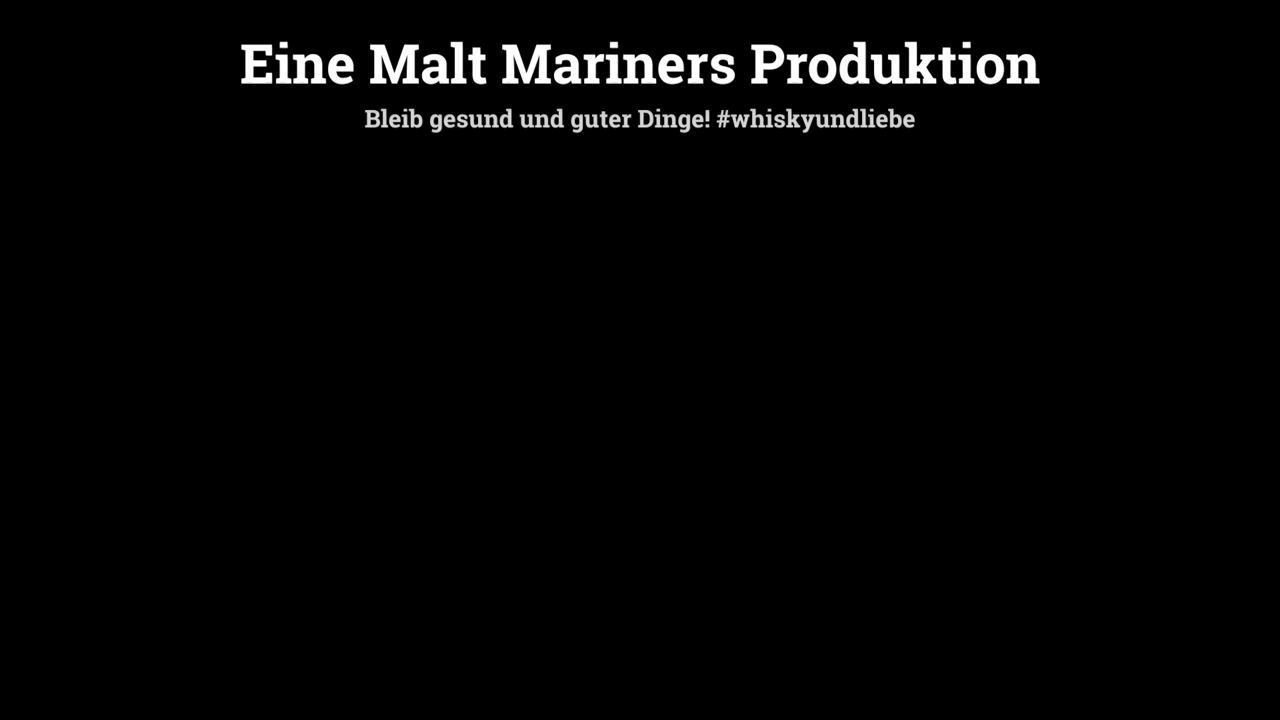 Eine Malt Mariners Produktion
Bleib gesund und guter Dinge! #whiskyundliebe